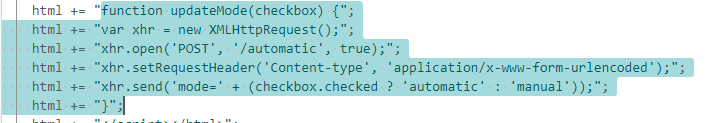 html += "function updateMode(checkbox) {";
html += "var xhr = new XMLHttpRequest();";
html += "xhr.open('POST', '/automatic', true);";
html += "xhr.setRequestHeader('Content-type', 'application/x-www-form-urlencoded');";
html += "xhr.send('mode=' + (checkbox.checked ? 'automatic' : 'manual'));";
html += "}";
html += "</script></html>";